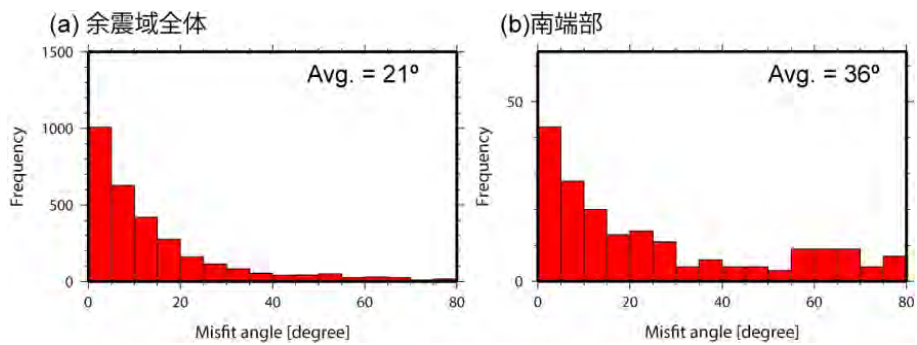 (a) 余震域全体
Avg. = 21º
1500
1000
500
0
Frequency
0 20 40 60 80
Misfit angle [degree]
(b)南端部
Avg. = 36º
50
0
Frequency
0 20 40 60 80
Misfit angle [degree]